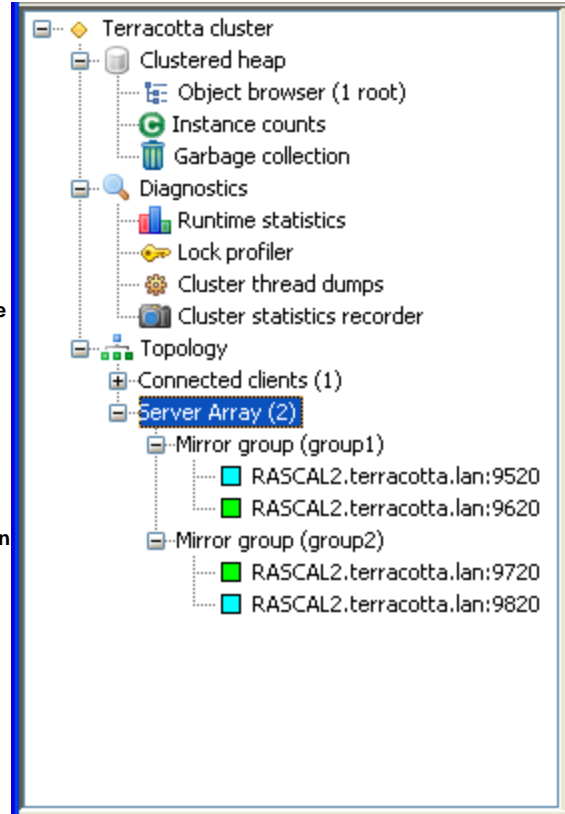 Terracotta cluster
Clustered heap
Object browser (1 root)
Instance counts
Garbage collection
Diagnostics
Runtime statistics
Lock profiler
Cluster thread dumps
e
Cluster statistics recorder
Topology
Connected clients (1)
Server Array (2)
Mirror group (group1)
RASCAL2.terracotta.lan:9520
RASCAL2.terracotta.lan:9620
n
Mirror group (group2)
RASCAL2.terracotta.lan:9720
RASCAL2.terracotta.lan:9820